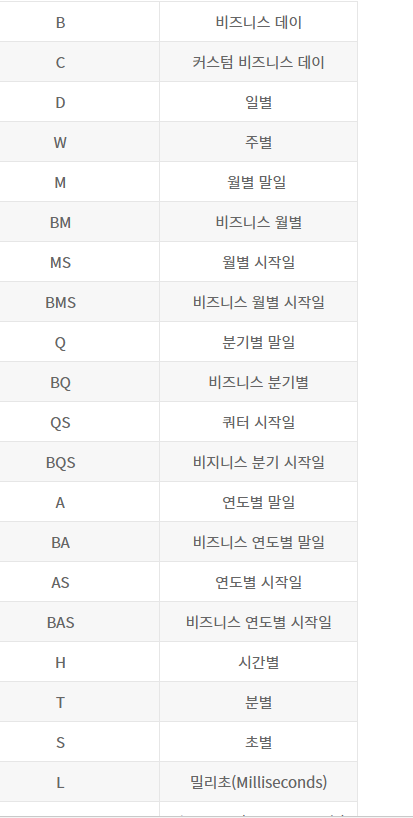 B 비즈니스 데이
C 커스텀 비즈니스 데이
D 일별
W 주별
M 월별 말일
BM 비즈니스 월별
MS 월별 시작일
BMS 비즈니스 월별 시작일
Q 분기별 말일
BQ 비즈니스 분기별
QS 쿼터 시작일
BQS 비지니스 분기 시작일
A 연도별 말일
BA 비즈니스 연도별 말일
AS 연도별 시작일
BAS 비즈니스 연도별 시작일
H 시간별
T 분별
S 초별
L 밀리초(Milliseconds)